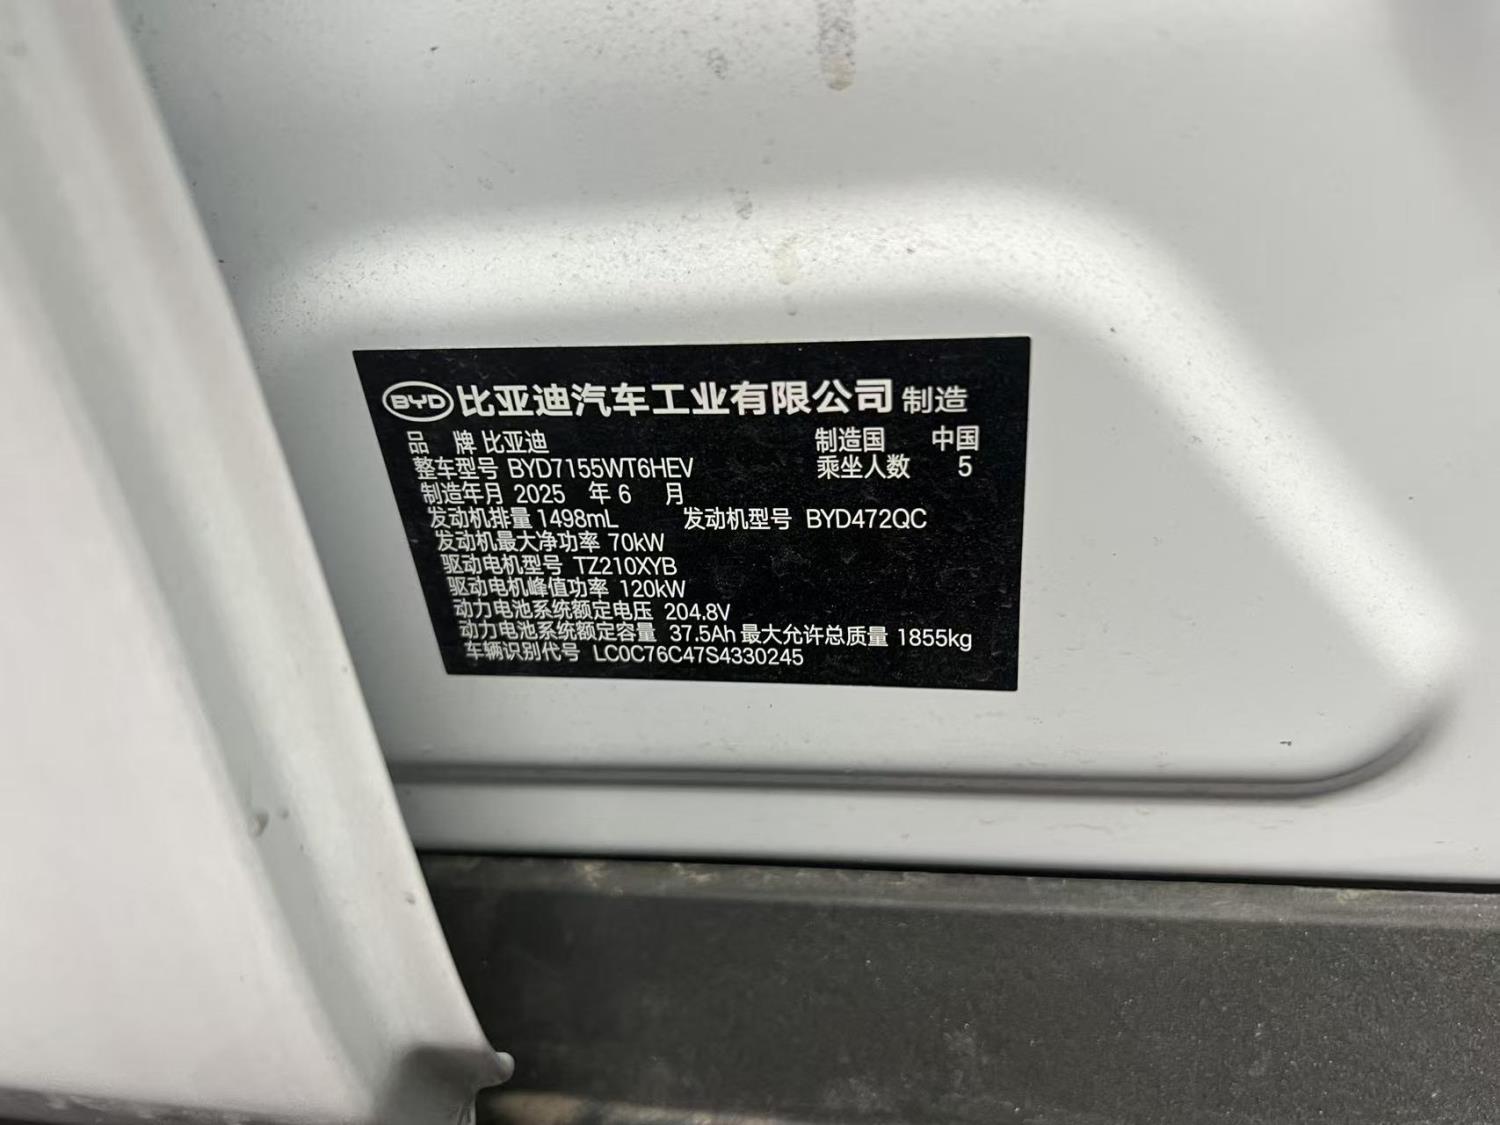 BYD 比亚迪汽车工业有限公司 制造
品 牌 比亚迪 制造国 中国
整车型号 BYD7155WT6HEV 乘坐人数 5
制造年月 2025 年 6 月
发动机排量 1498mL 发动机型号 BYD472QC
发动机最大净功率 70kW
驱动电机型号 TZ210XYB
驱动电机峰值功率 120kW
动力电池系统额定电压 204.8V
动力电池系统额定容量 37.5Ah 最大允许总质量 1855kg
车辆识别代号 LC0C76C47S4330245